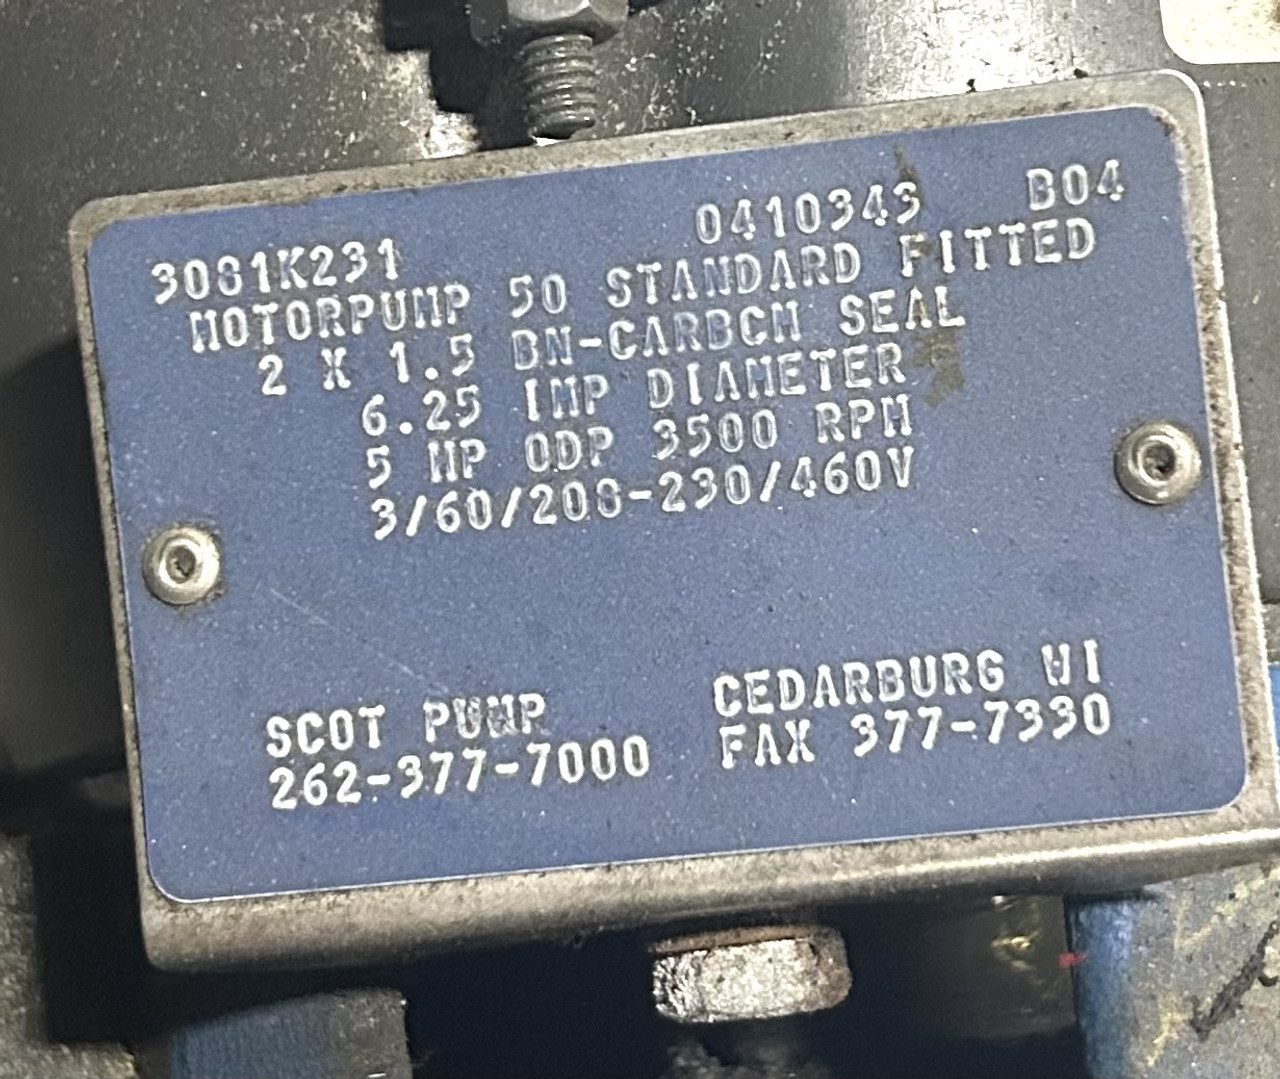 3081K231 0410343 B04
MOTORPUMP 50 STANDARD FITTED
2 X 1.5 BN-CARBCM SEAL
6.25 IMP DIAMETER
5 HP ODP 3500 RPM
3/60/208-230/460V
SCOT PUMP CEDARBURG WI
262-377-7000 FAX 377-7330